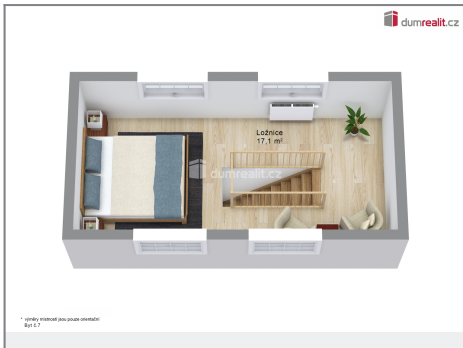 dumrealit.cz
Ložnice
17,1 m²
dumrealit.cz
* výměry místností jsou pouze orientační
Byt č.7